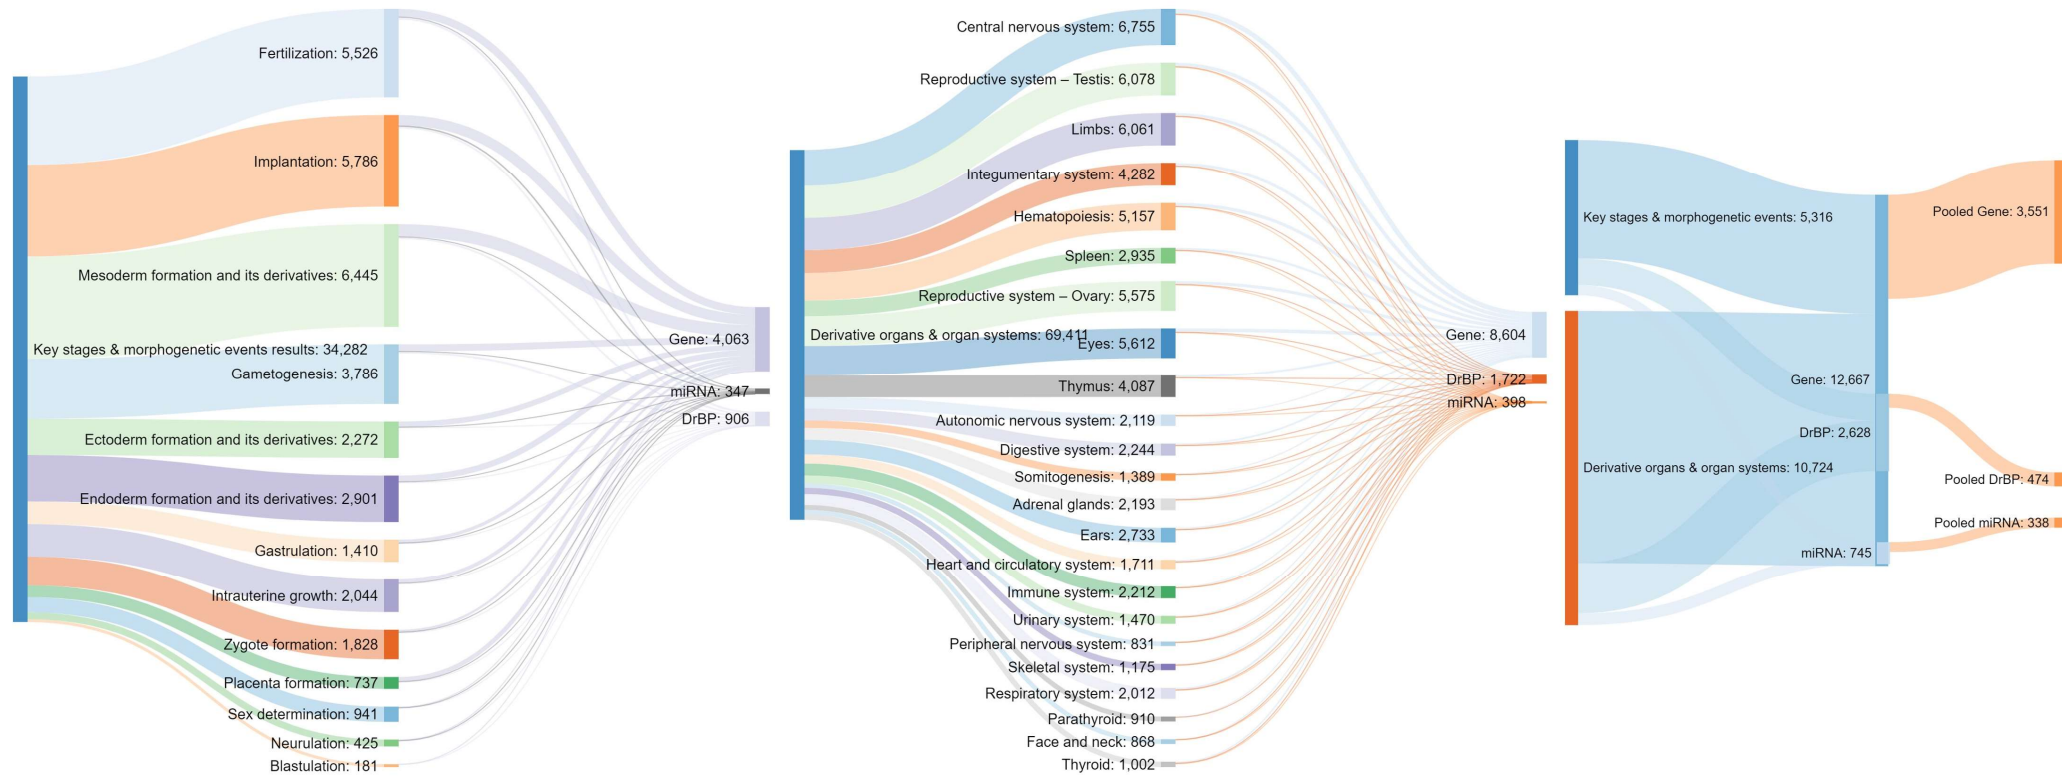 Fertilization: 5,526
Implantation: 5,786
Mesoderm formation and its derivatives: 6,445
Key stages & morphogenetic events results: 34,282
Gametogenesis: 3,786
Ectoderm formation and its derivatives: 2,272
Endoderm formation and its derivatives: 2,901
Gastrulation: 1,410
Intrauterine growth: 2,044
Zygote formation: 1,828
Placenta formation: 737
Sex determination: 941
Neurulation: 425
Blastulation: 181
Gene: 4,063
miRNA: 347
DrBP: 906
Central nervous system: 6,755
Reproductive system – Testis: 6,078
Limbs: 6,061
Integumentary system: 4,282
Hematopoiesis: 5,157
Spleen: 2,935
Reproductive system – Ovary: 5,575
Derivative organs & organ systems: 69,411
Eyes: 5,612
Thymus: 4,087
Autonomic nervous system: 2,119
Digestive system: 2,244
Somitogenesis: 1,389
Adrenal glands: 2,193
Ears: 2,733
Heart and circulatory system: 1,711
Immune system: 2,212
Urinary system: 1,470
Peripheral nervous system: 831
Skeletal system: 1,175
Respiratory system: 2,012
Parathyroid: 910
Face and neck: 868
Thyroid: 1,002
Gene: 8,604
DrBP: 1,722
miRNA: 398
Key stages & morphogenetic events: 5,316
Derivative organs & organ systems: 10,724
Gene: 12,667
DrBP: 2,628
miRNA: 745
Pooled Gene: 3,551
Pooled DrBP: 474
Pooled miRNA: 338